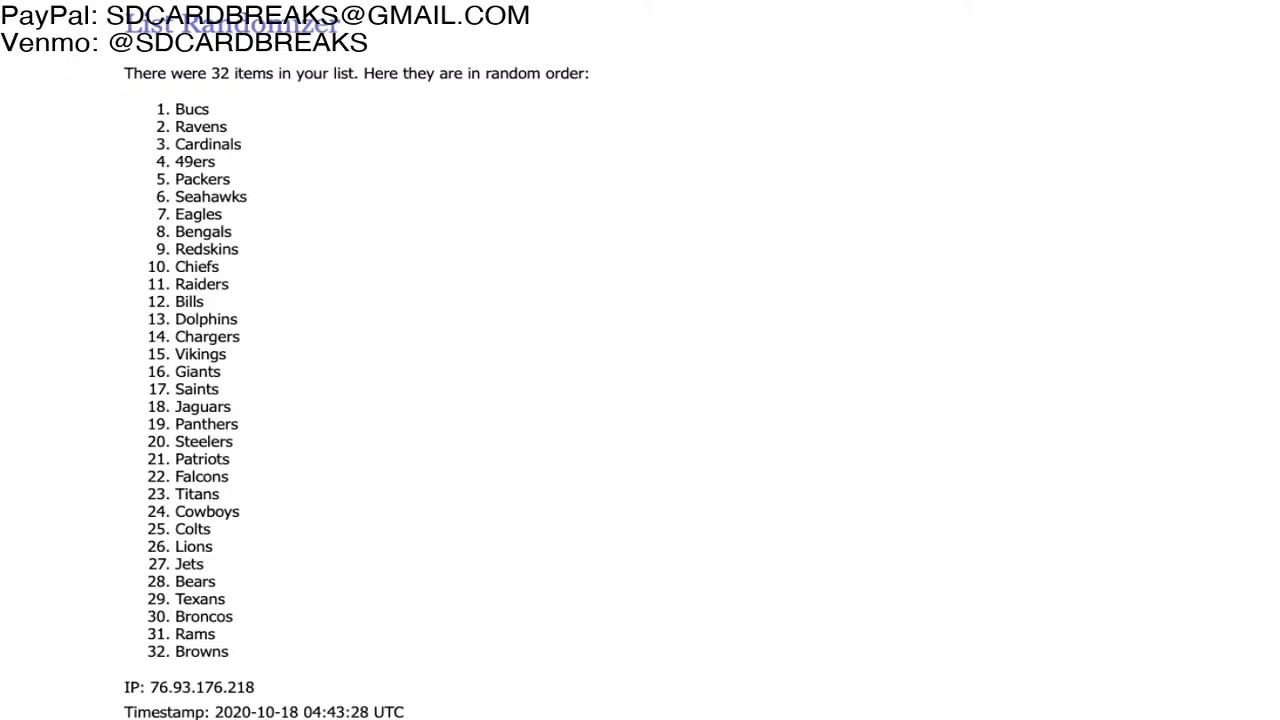 PayPal: SDCARDBREAKS@GMAIL.COM
List Randomizer
Venmo: @SDCARDBREAKS
There were 32 items in your list. Here they are in random order:
1. Bucs
2. Ravens
3. Cardinals
4. 49ers
5. Packers
6. Seahawks
7. Eagles
8. Bengals
9. Redskins
10. Chiefs
11. Raiders
12. Bills
13. Dolphins
14. Chargers
15. Vikings
16. Giants
17. Saints
18. Jaguars
19. Panthers
20. Steelers
21. Patriots
22. Falcons
23. Titans
24. Cowboys
25. Colts
26. Lions
27. Jets
28. Bears
29. Texans
30. Broncos
31. Rams
32. Browns
IP: 76.93.176.218
Timestamp: 2020-10-18 04:43:28 UTC